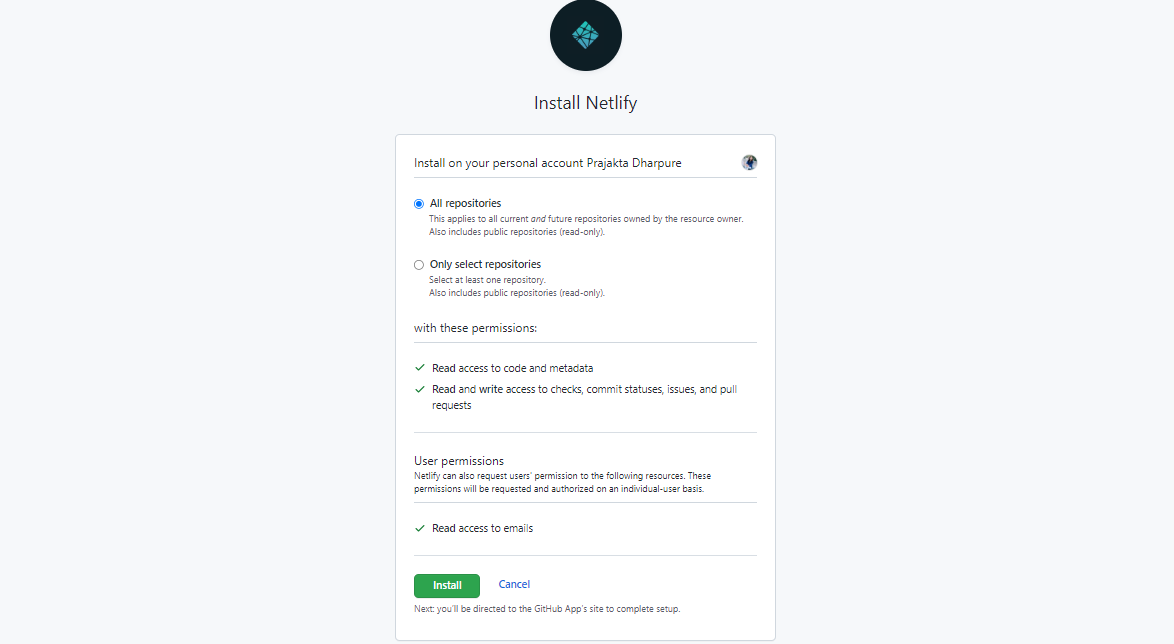 Install Netlify
Install on your personal account Prajakta Dharpure
All repositories
This applies to all current and future repositories owned by the resource owner.
Also includes public repositories (read-only).
Only select repositories
Select at least one repository.
Also includes public repositories (read-only).
with these permissions:
Read access to code and metadata
Read and write access to checks, commit statuses, issues, and pull
requests
User permissions
Netlify can also request users' permission to the following resources. These
permissions will be requested and authorized on an individual-user basis.
Read access to emails
Install Cancel
Next: you'll be directed to the GitHub App's site to complete setup.